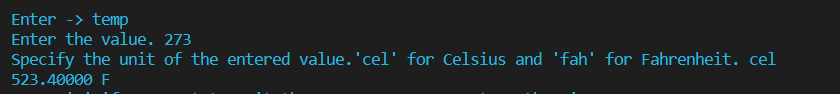 Enter -> temp
Enter the value. 273
Specify the unit of the entered value.'cel' for Celsius and 'fah' for Fahrenheit. cel
523.40000 F